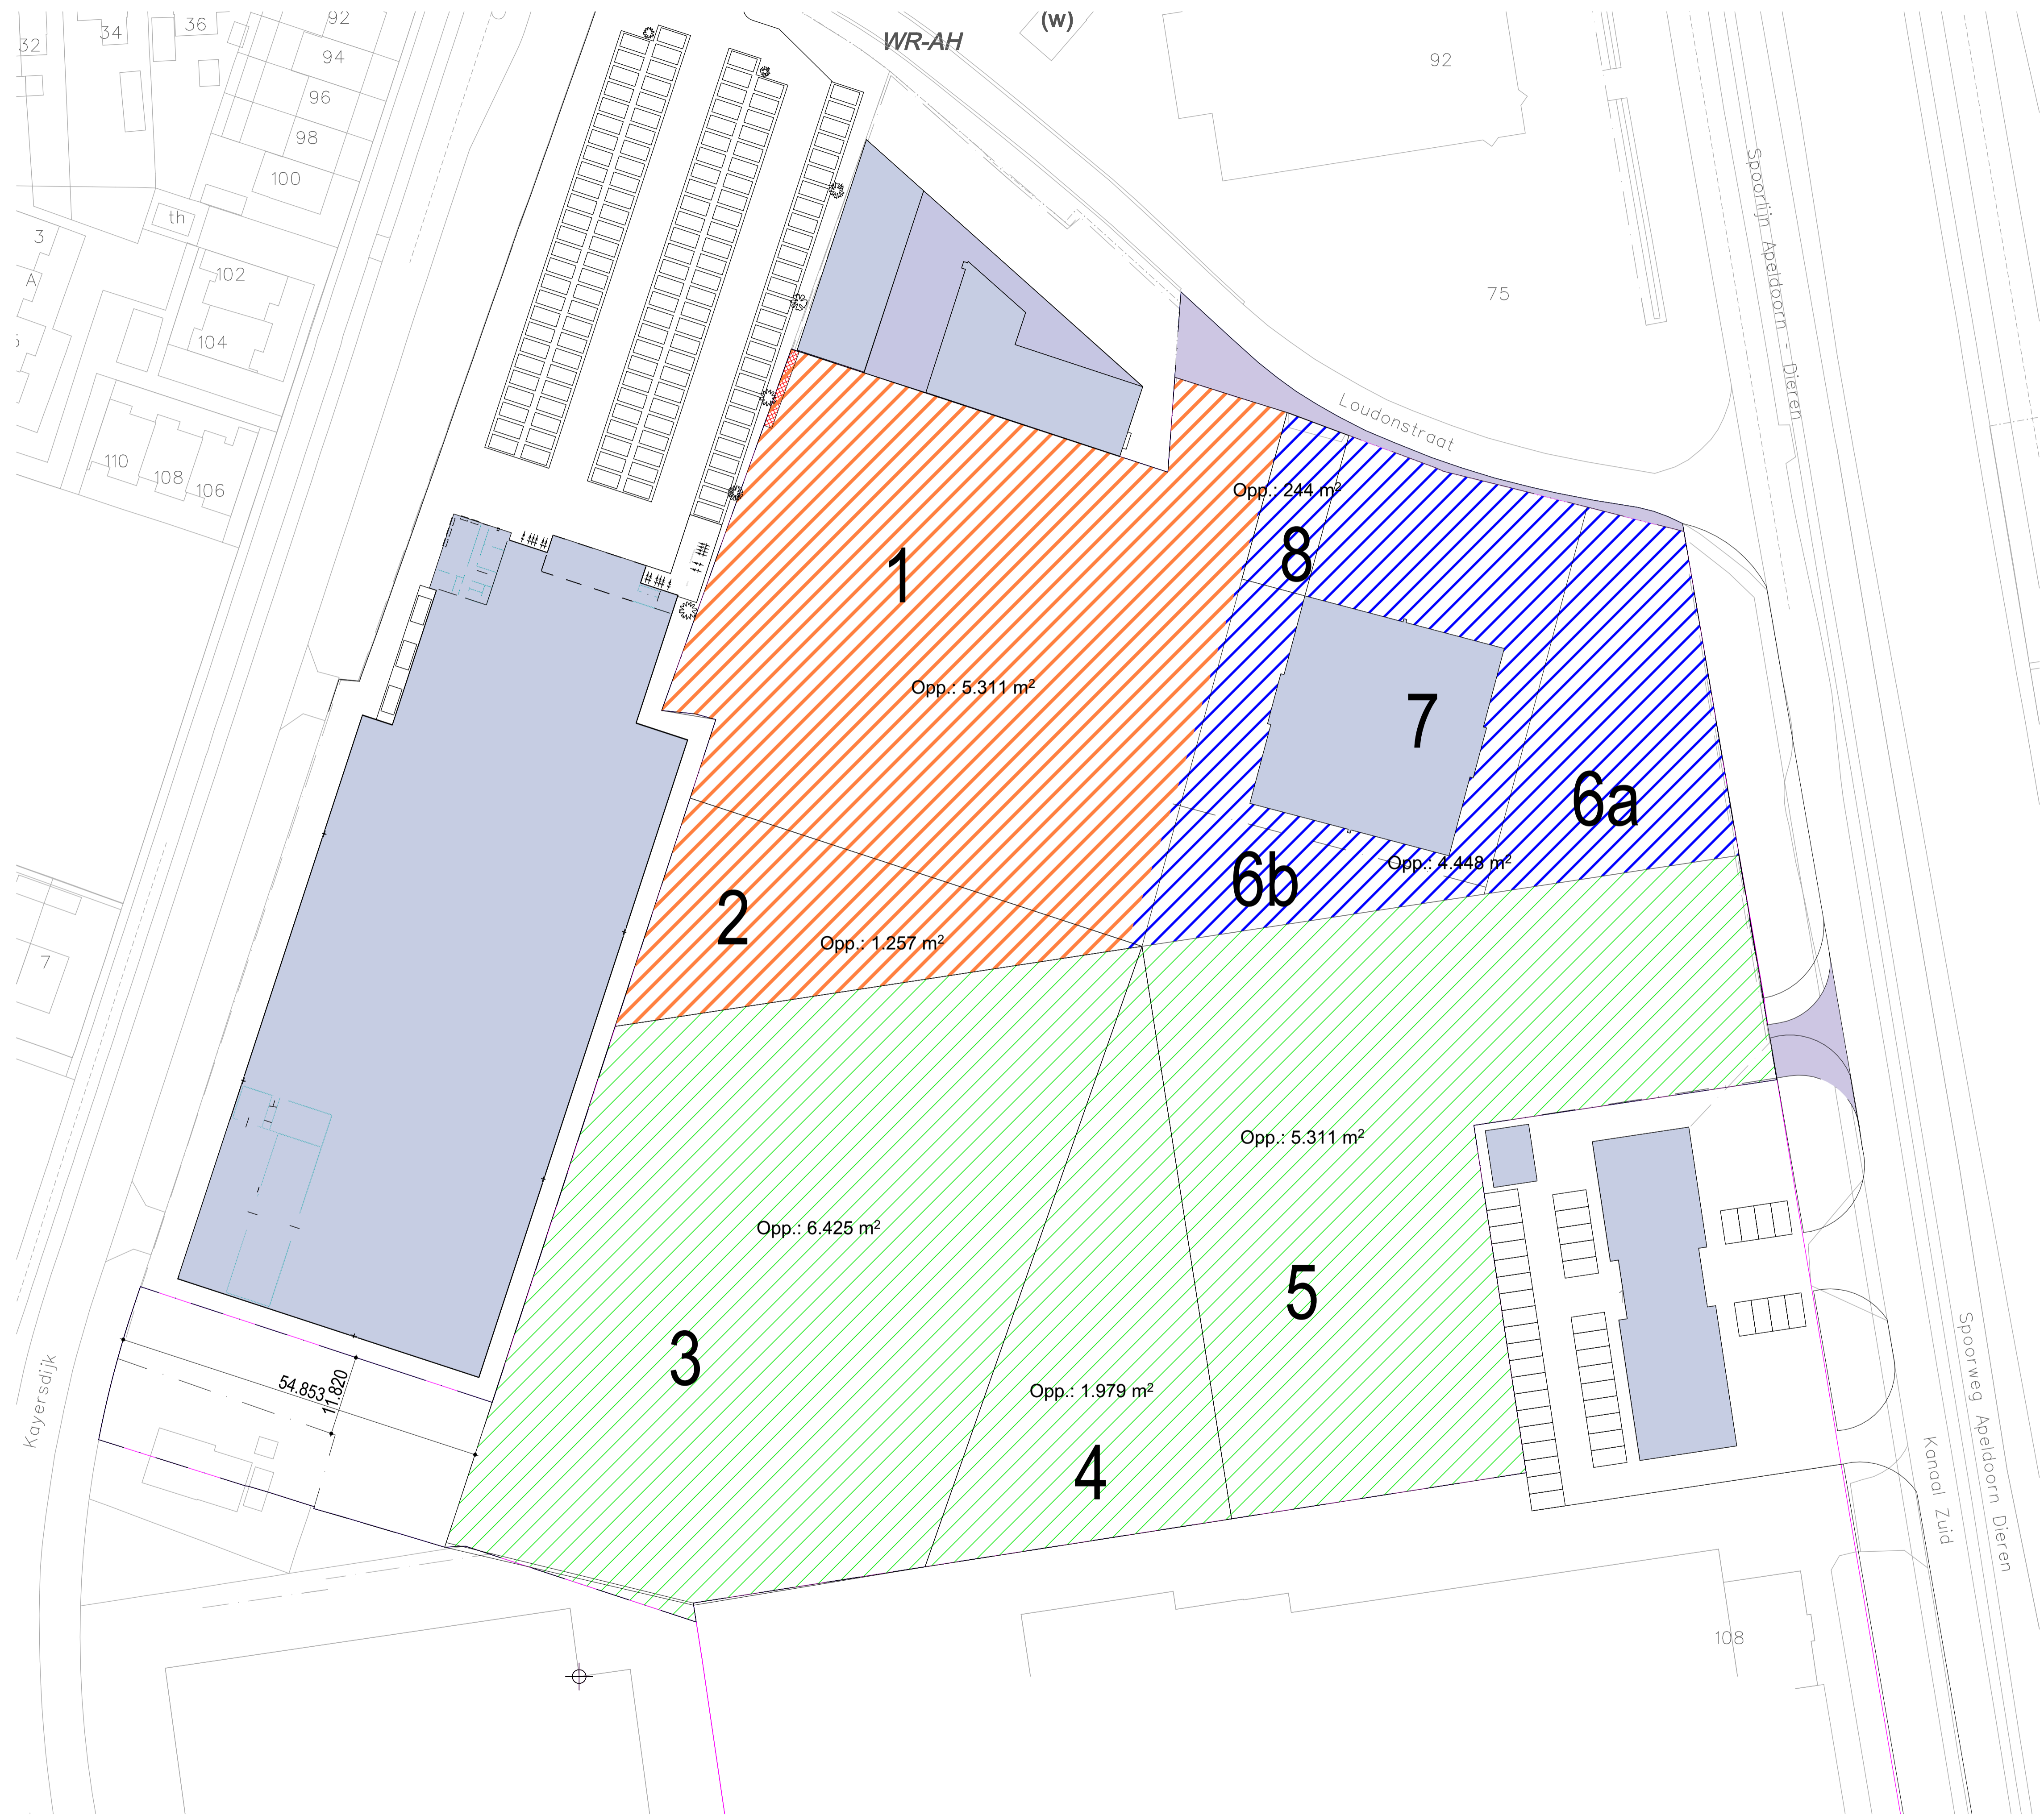 92
36
34
32
94
96
98
100
th
3
A
102
104
110
108
106
7
WR-AH
(w)
92
75
Spoorlijn Apeldoorn - Dieren
Loudonstraat
Opp.: 244 m²
8
1
Opp.: 5.311 m²
7
6a
6b
Opp.: 4.448 m²
2
Opp.: 1.257 m²
Opp.: 5.311 m²
Opp.: 6.425 m²
5
3
Opp.: 1.979 m²
4
54.853
11.820
Kayersdijk
Kanaal Zuid
Spoorweg Apeldoorn Dieren
108